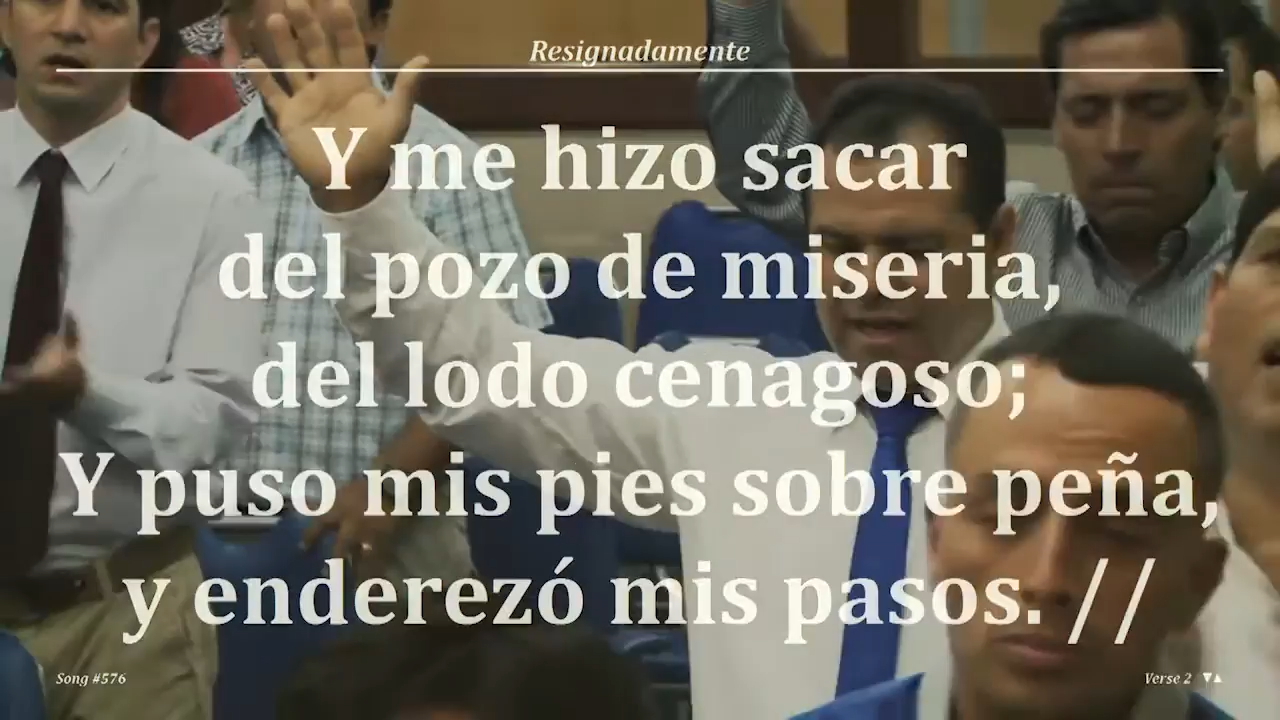 Resignadamente
Y me hizo sacar
del pozo de miseria,
del lodo cenagoso;
Y puso mis pies sobre peña,
y enderezó mis pasos. //
Song #576
Verse 2 ▼▲